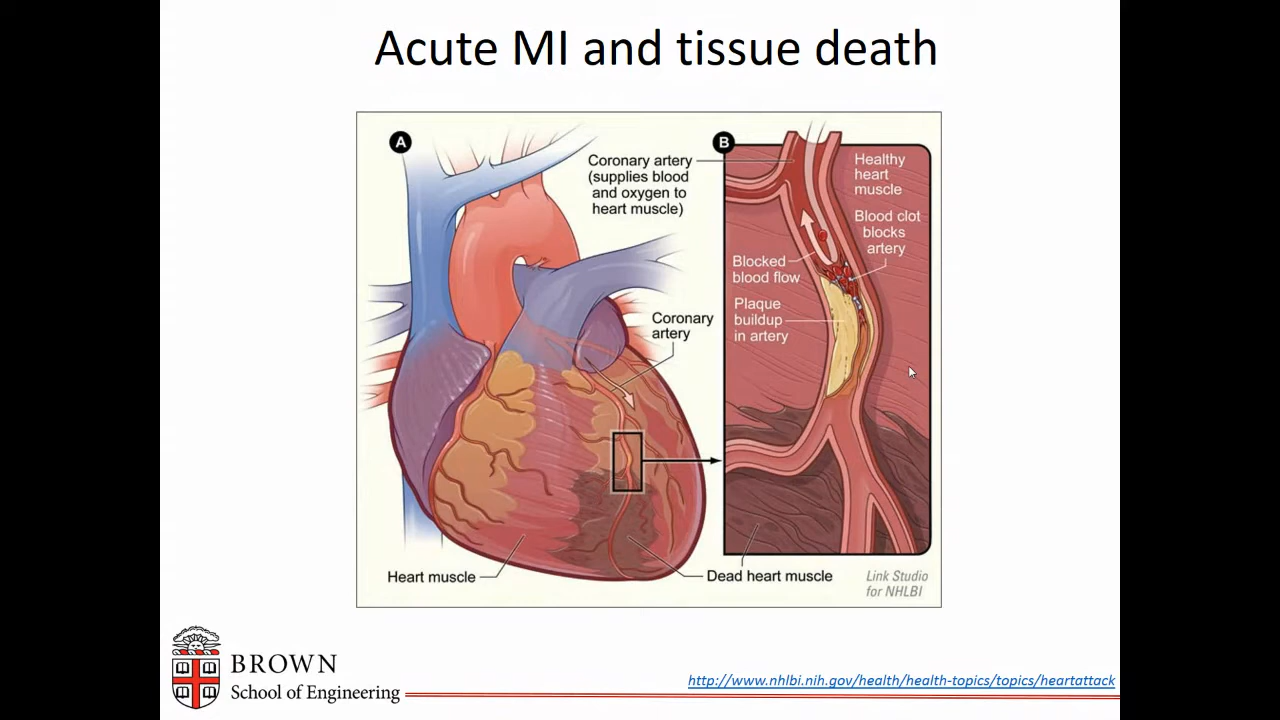 Acute MI and tissue death
A
Coronary artery
(supplies blood
and oxygen to
heart muscle)
Coronary
artery
Heart muscle
B
Healthy
heart
muscle
Blood clot
blocks
artery
Blocked
blood flow
Plaque
buildup
in artery
Dead heart muscle
Link Studio
for NHLBI
BROWN
School of Engineering
http://www.nhlbi.nih.gov/health/health-topics/topics/heartattack